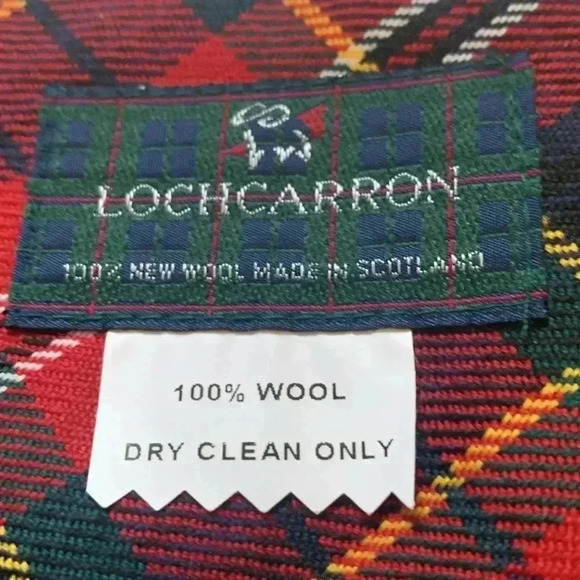 LOCHCARRON
100% NEW WOOL MADE IN SCOTLAND
100% WOOL
DRY CLEAN ONLY